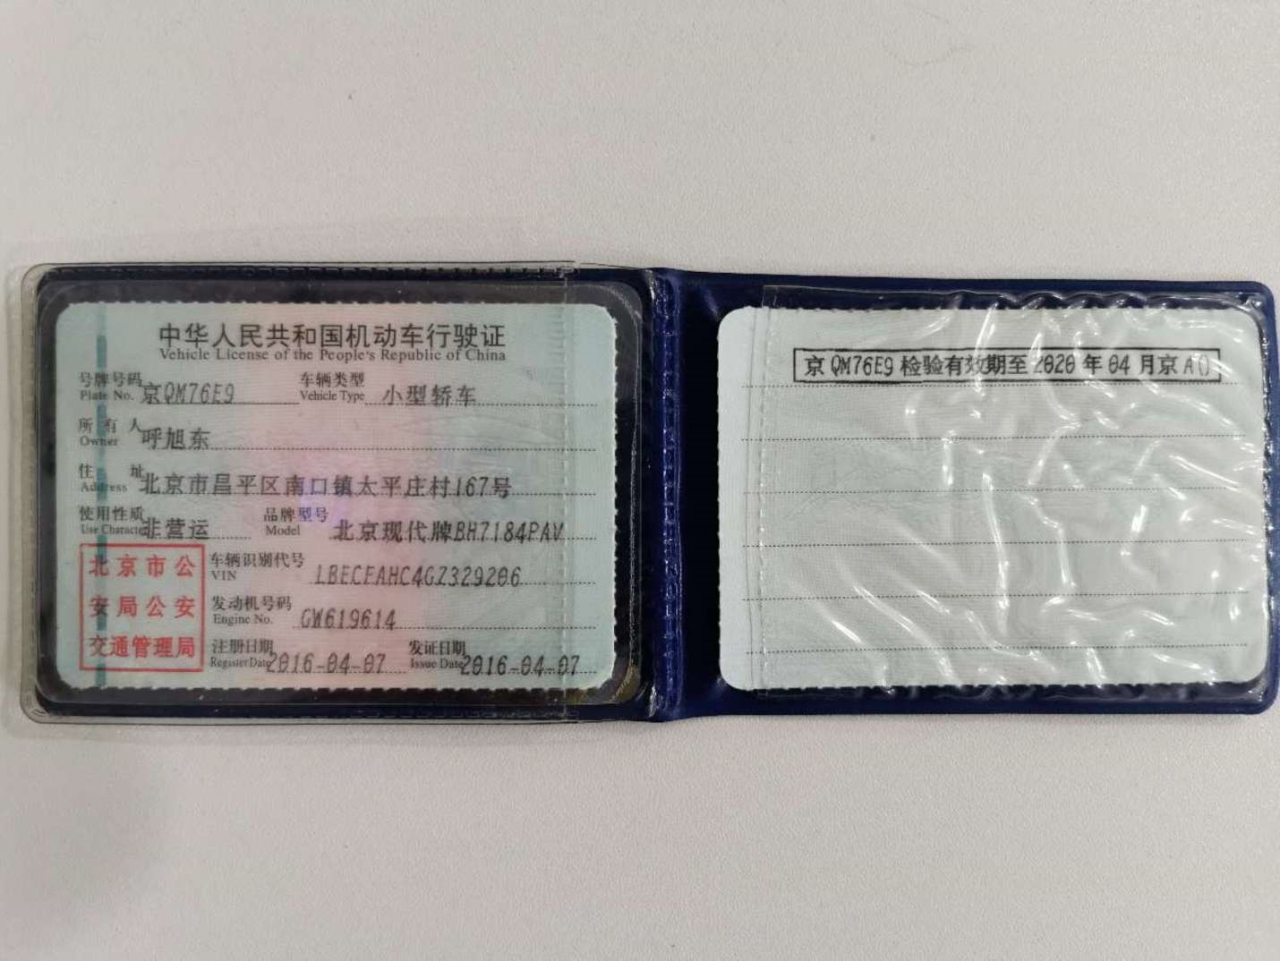 中华人民共和国机动车行驶证
Vehicle License of the People's Republic of China
号牌号码 京QM76E9 车辆类型 小型轿车
Plate No. Vehicle Type
所有人 呼旭东
Owner
住址 北京市昌平区南口镇太平庄村167号
Address
使用性质 非营运 品牌型号 北京现代牌BH7184PAV
Use Character Model
北京市公
安局公安
交通管理局
车辆识别代号 LBECFAHC4GZ329206
VIN
发动机号码 GW619614
Engine No.
注册日期 2016-04-07 发证日期 2016-04-07
Register Date Issue Date
京QM76E9检验有效期至2020年04月京A()